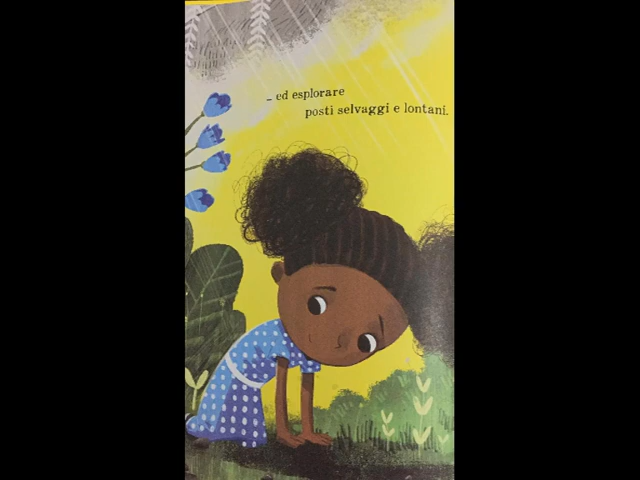 … ed esplorare
posti selvaggi e lontani.